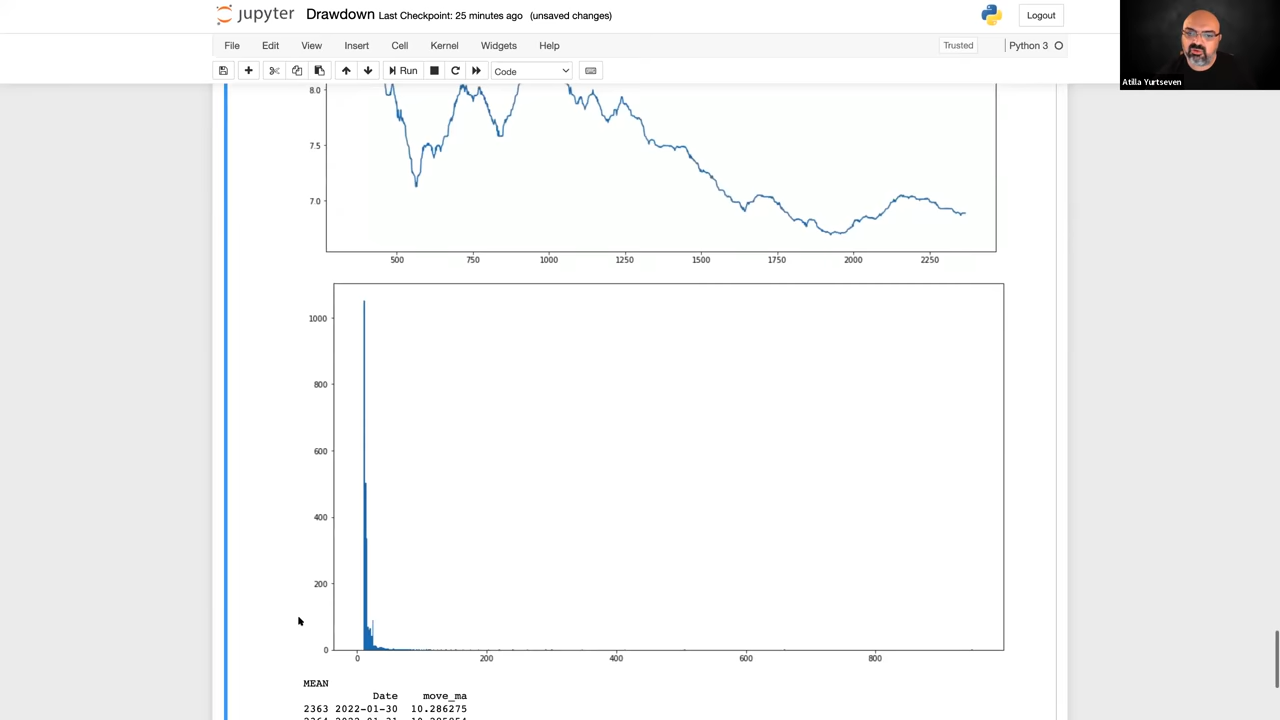 jupyter Drawdown Last Checkpoint: 25 minutes ago (unsaved changes) Logout
File Edit View Insert Cell Kernel Widgets Help Trusted Python 3
Run Code
Atilla Yurtseven
8.0
7.5
7.0
500 750 1000 1250 1500 1750 2000 2250
1000
800
600
400
200
0
0 200 400 600 800
MEAN
Date move_ma
2363 2022-01-30 10.286275